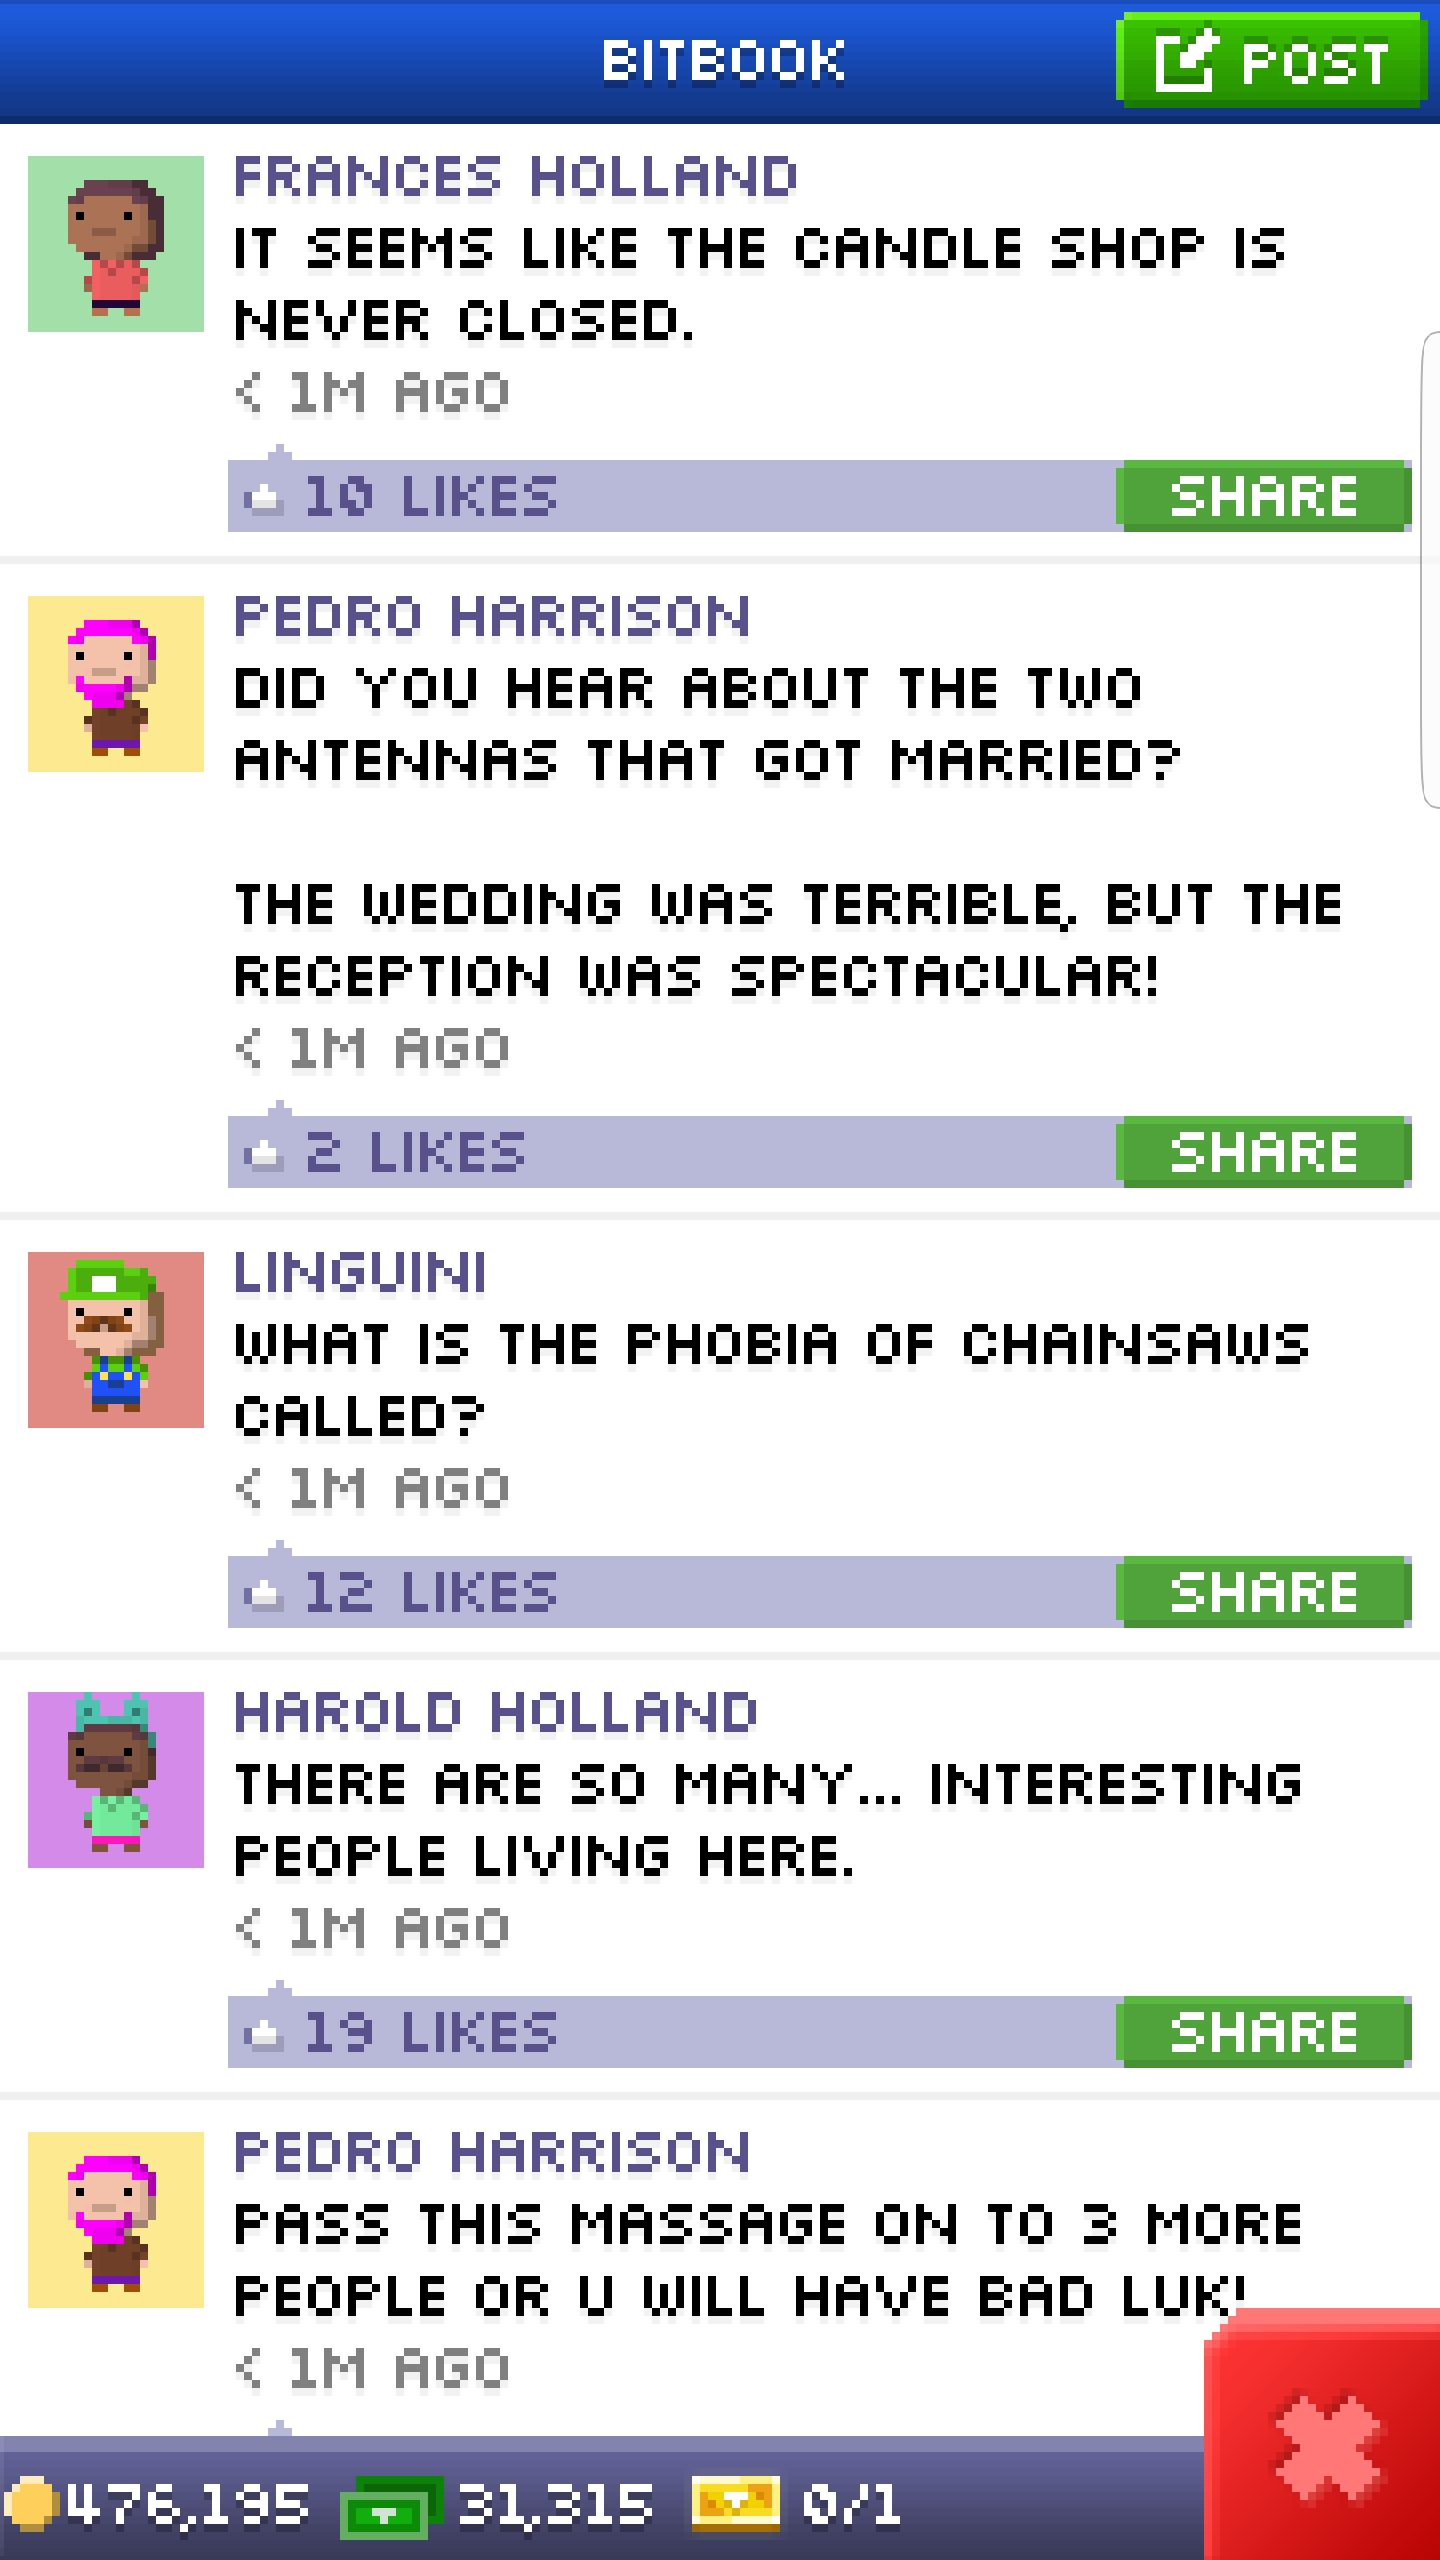 BITBOOK
POST
FRANCES HOLLAND
IT SEEMS LIKE THE CANDLE SHOP IS
NEVER CLOSED.
< 1M AGO
10 LIKES
SHARE
PEDRO HARRISON
DID YOU HEAR ABOUT THE TWO
ANTENNAS THAT GOT MARRIED?
THE WEDDING WAS TERRIBLE, BUT THE
RECEPTION WAS SPECTACULAR!
< 1M AGO
2 LIKES
SHARE
LINGUINI
WHAT IS THE PHOBIA OF CHAINSAWS
CALLED?
< 1M AGO
12 LIKES
SHARE
HAROLD HOLLAND
THERE ARE SO MANY... INTERESTING
PEOPLE LIVING HERE.
< 1M AGO
19 LIKES
SHARE
PEDRO HARRISON
PASS THIS MASSAGE ON TO 3 MORE
PEOPLE OR U WILL HAVE BAD LUK!
< 1M AGO
476,195
31,315
0/1